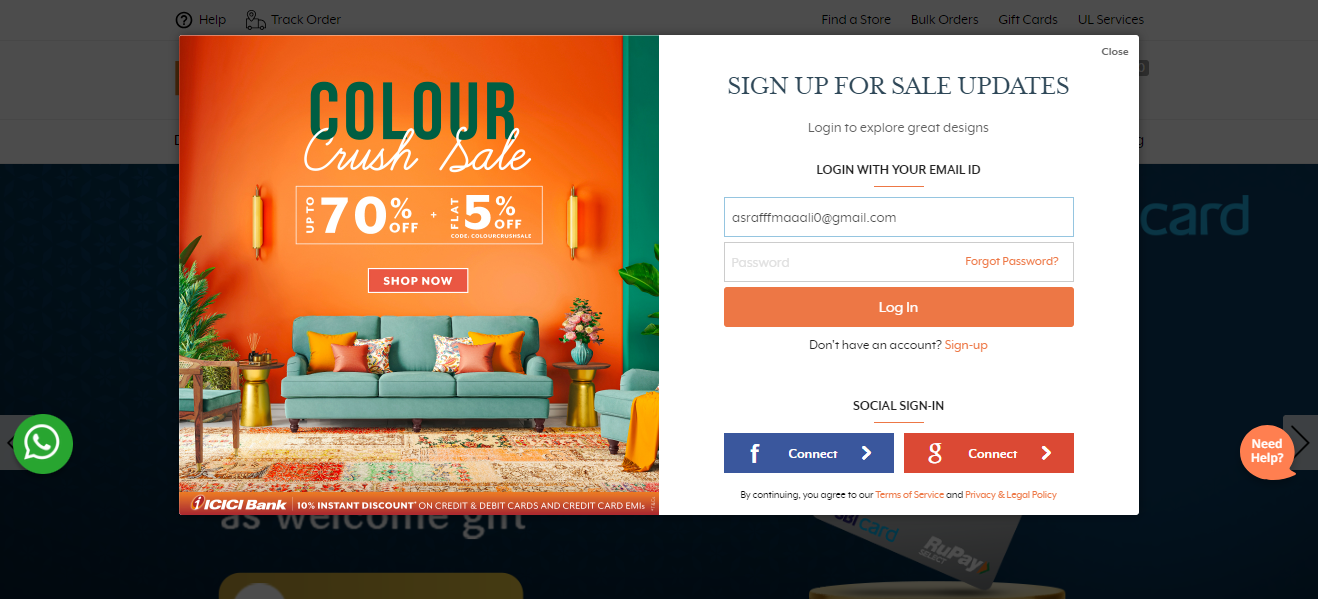 Help
Track Order
Find a Store
Bulk Orders
Gift Cards
UL Services
COLOUR
Crush Sale
UP TO 70% OFF + FLAT 5% OFF
CODE: COLOURCRUSHSALE
SHOP NOW
ICICI Bank
10% INSTANT DISCOUNT* ON CREDIT & DEBIT CARDS AND CREDIT CARD EMIs
Close
SIGN UP FOR SALE UPDATES
Login to explore great designs
LOGIN WITH YOUR EMAIL ID
asrafffmaaali0@gmail.com
Password
Forgot Password?
Log In
Don't have an account? Sign-up
SOCIAL SIGN-IN
f Connect
g Connect
By continuing, you agree to our Terms of Service and Privacy & Legal Policy
card
Need
Help?
as welcome gift
card
RuPay
SELECT